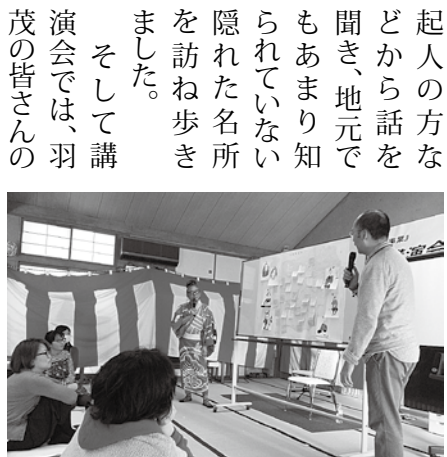 起人の方な
どから話を
聞き、地元で
もあまり知
られていない
隠れた名所
を訪ね歩き
ました。
　そして講
演会では、羽
茂の皆さんの